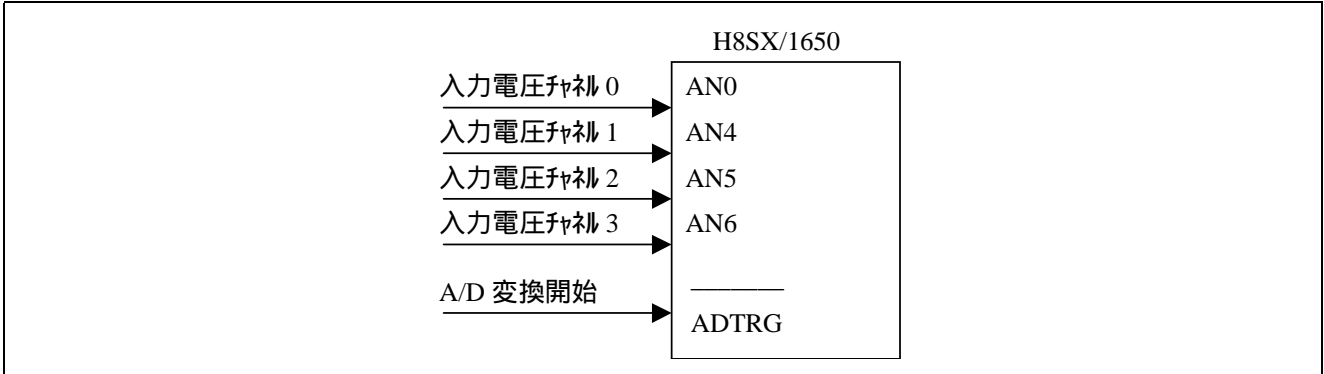 H8SX/1650
入力電圧ﾁｬﾈﾙ 0 AN0
入力電圧ﾁｬﾈﾙ 1 AN4
入力電圧ﾁｬﾈﾙ 2 AN5
入力電圧ﾁｬﾈﾙ 3 AN6
A/D 変換開始
ADTRG